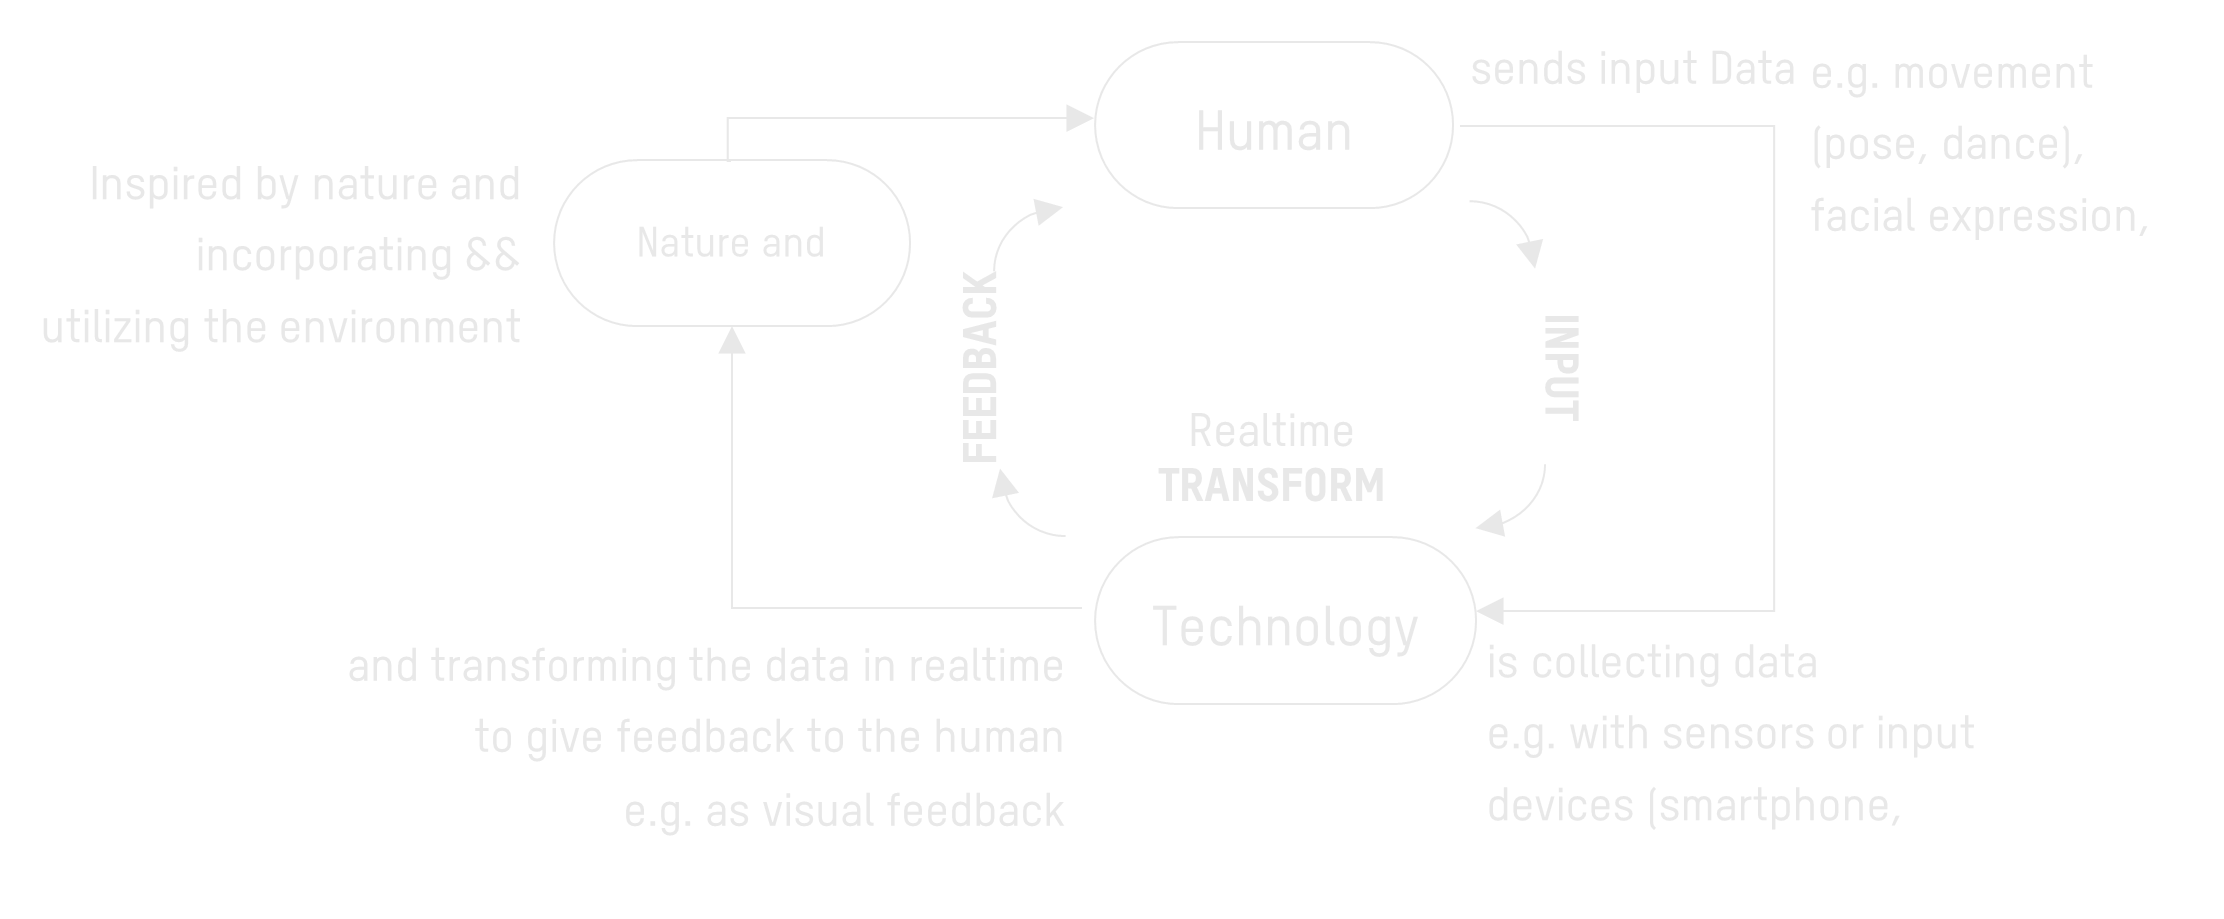 sends input Data
e.g. movement
(pose, dance),
facial expression,
Human
Inspired by nature and
incorporating &&
utilizing the environment
Nature and
FEEDBACK
INPUT
Realtime
TRANSFORM
Technology
and transforming the data in realtime
to give feedback to the human
e.g. as visual feedback
is collecting data
e.g. with sensors or input
devices (smartphone,